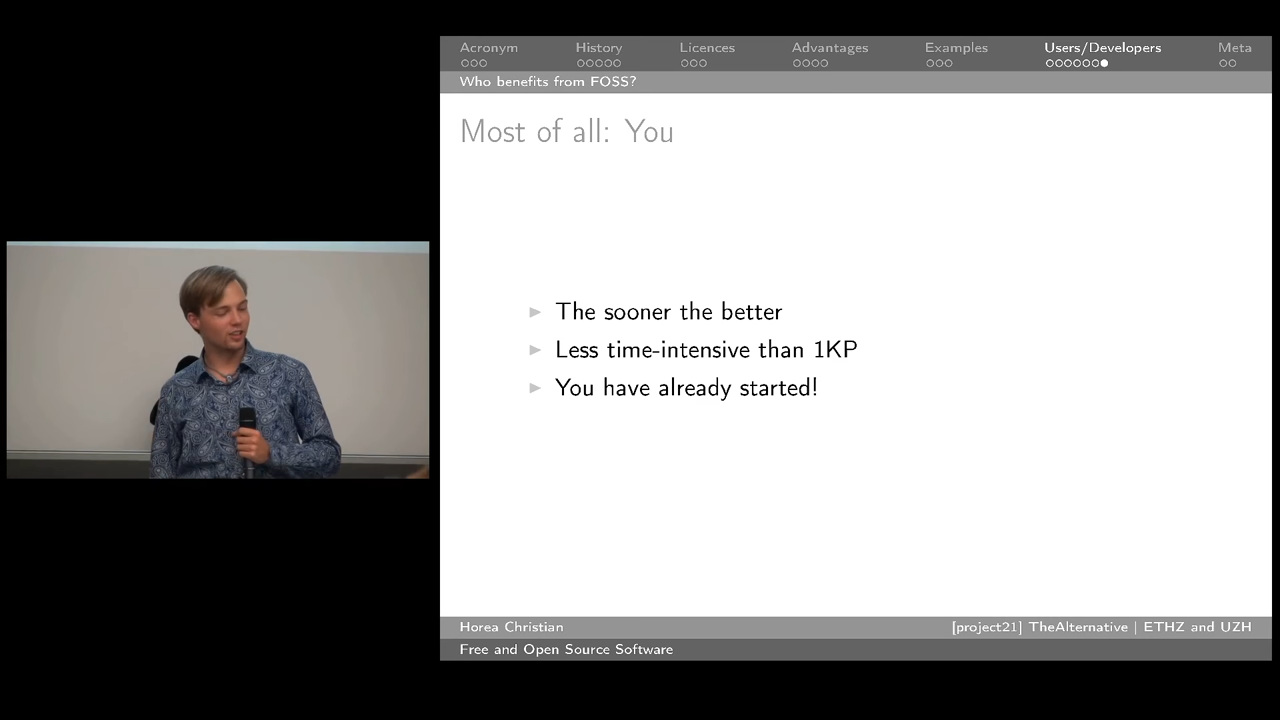 Acronym History Licences Advantages Examples Users/Developers Meta
Who benefits from FOSS?
Most of all: You
The sooner the better
Less time-intensive than 1KP
You have already started!
Horea Christian [project21] TheAlternative | ETHZ and UZH
Free and Open Source Software